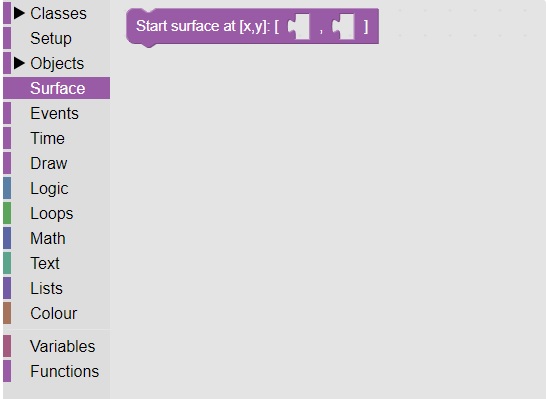 Classes
Setup
Objects
Surface
Events
Time
Draw
Logic
Loops
Math
Text
Lists
Colour
Variables
Functions
Start surface at [x,y]: [ , ]